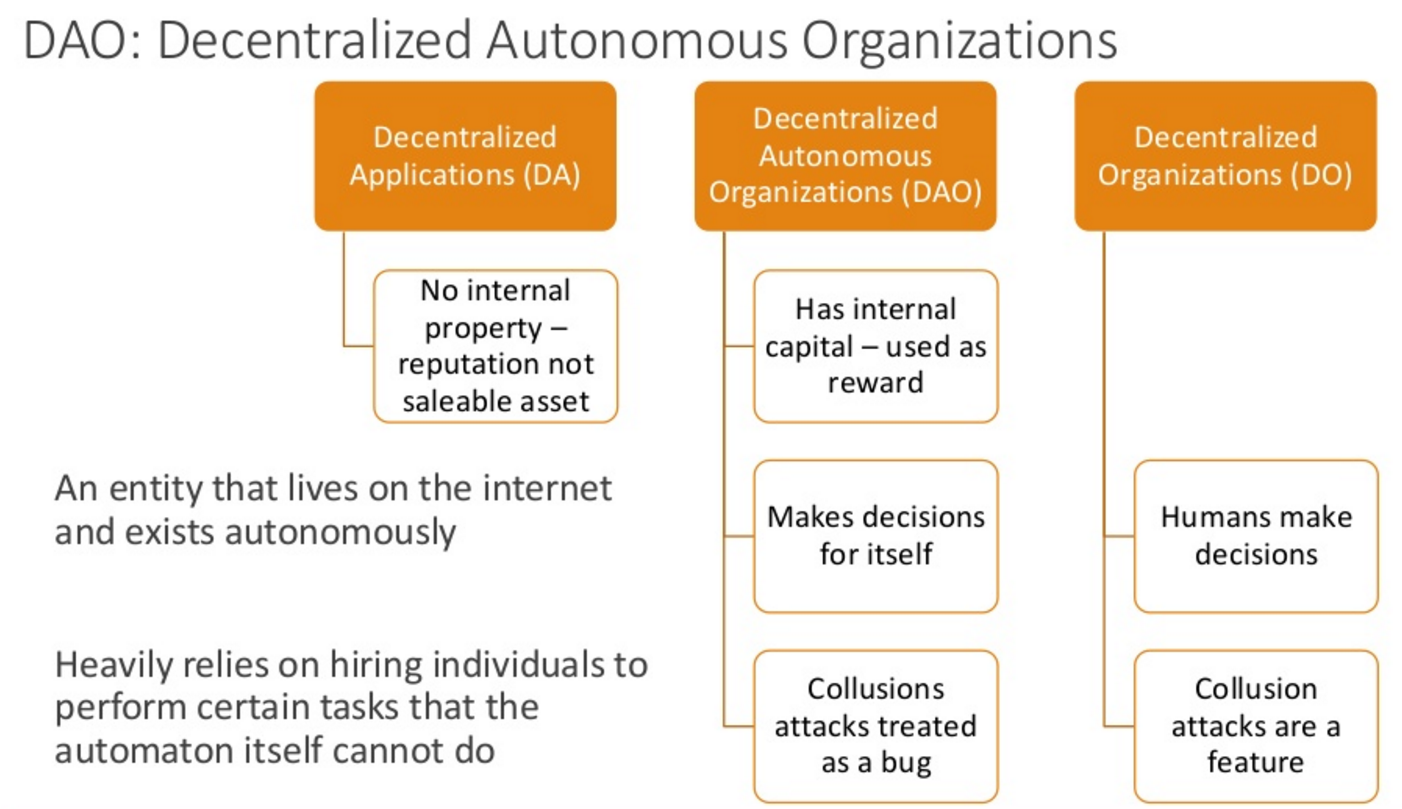 DAO: Decentralized Autonomous Organizations
Decentralized
Applications (DA)
No internal
property –
reputation not
saleable asset
Decentralized
Autonomous
Organizations (DAO)
Has internal
capital – used as
reward
Makes decisions
for itself
Collusions
attacks treated
as a bug
Decentralized
Organizations (DO)
Humans make
decisions
Collusion
attacks are a
feature
An entity that lives on the internet
and exists autonomously
Heavily relies on hiring individuals to
perform certain tasks that the
automaton itself cannot do